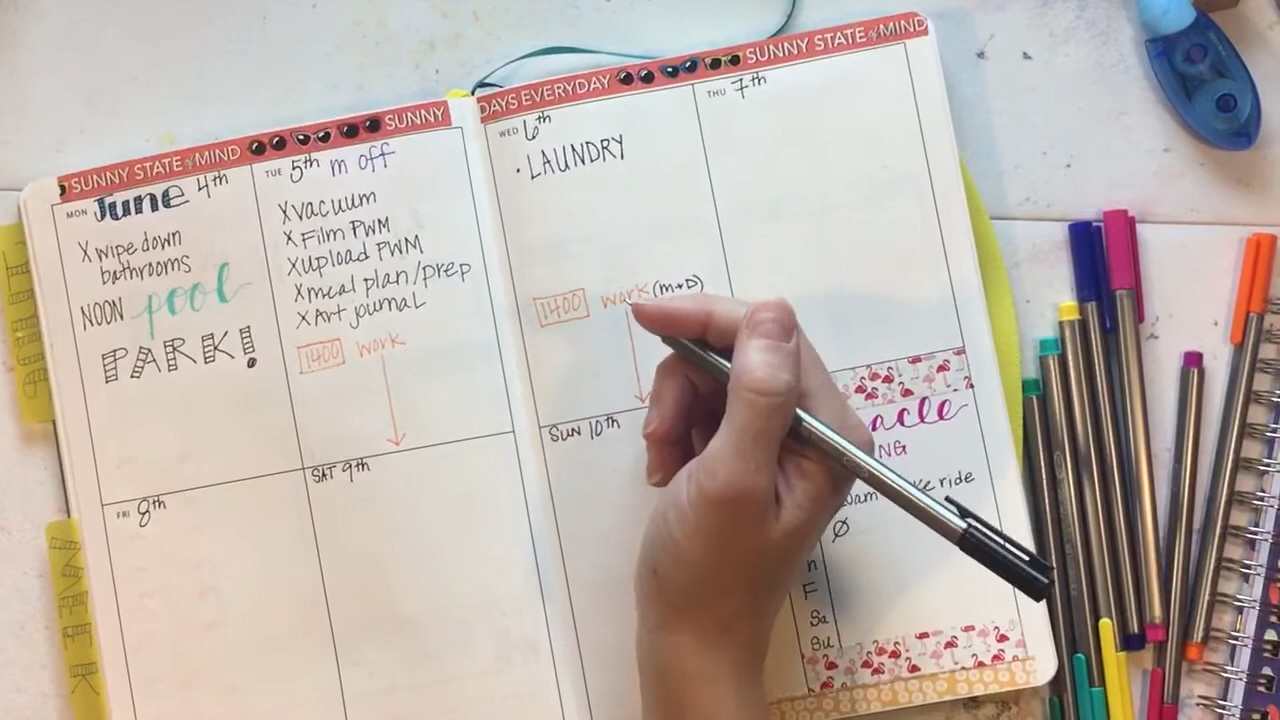 SUNNY STATE of MIND SUNNY
DAYS EVERYDAY SUNNY STATE of MIND
MON June 4th
X wipe down
bathrooms
NOON pool
PARK!
TUE 5th m off
X vacuum
X Film PWM
X upload PWM
X meal plan/prep
X Art journal
1400 work
WED 6th
· LAUNDRY
1400 work (m+D)
THU 7th
FRI 8th
SAT 9th
SUN 10th
acle
NG
ride
Ø
n
F
Sa
Su
WEEK